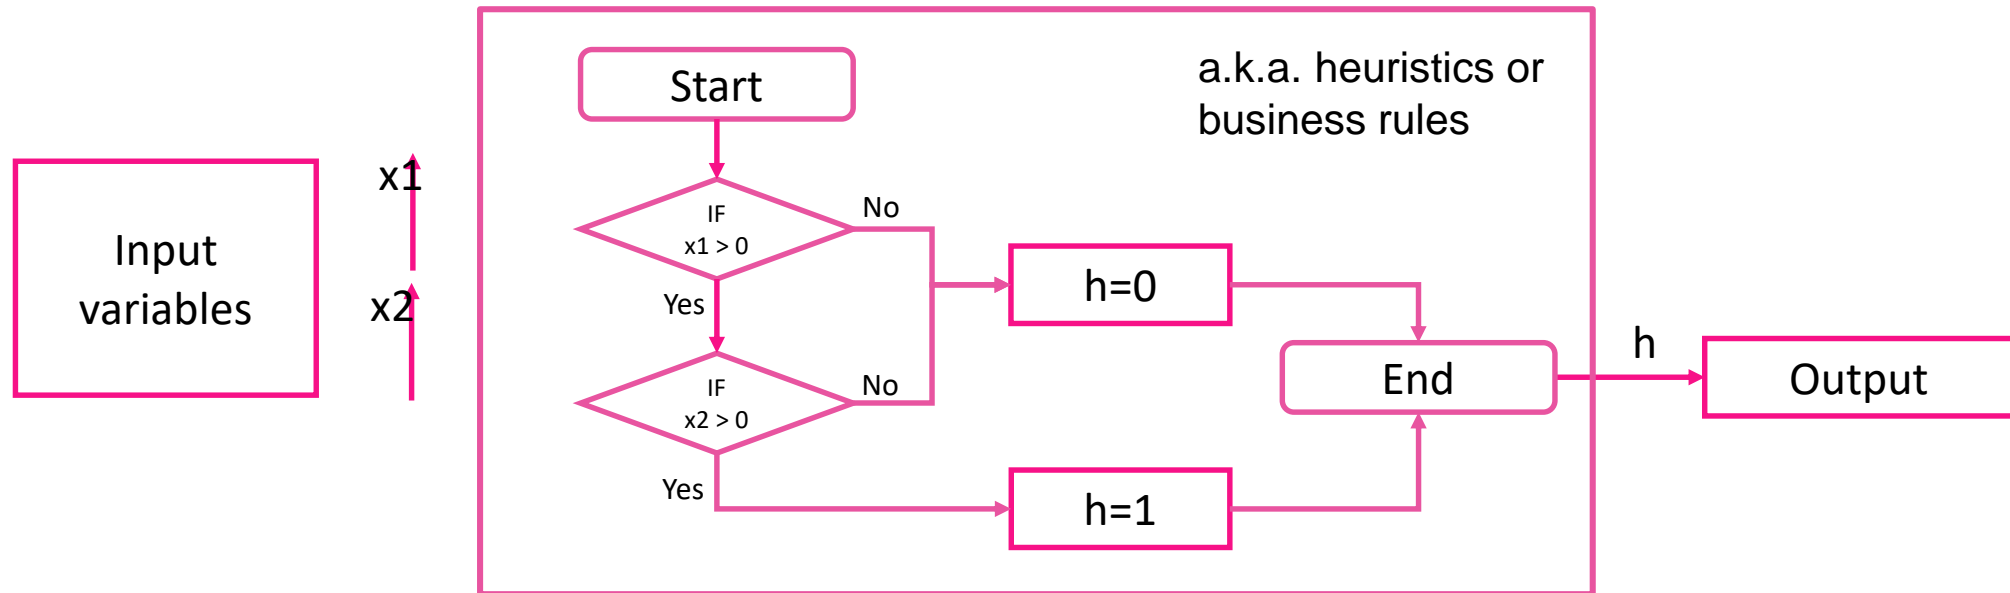 a.k.a. heuristics or
business rules
Start
Input
variables
x1
x2
IF
x1 > 0
No
Yes
h=0
IF
x2 > 0
No
Yes
h=1
End
h
Output